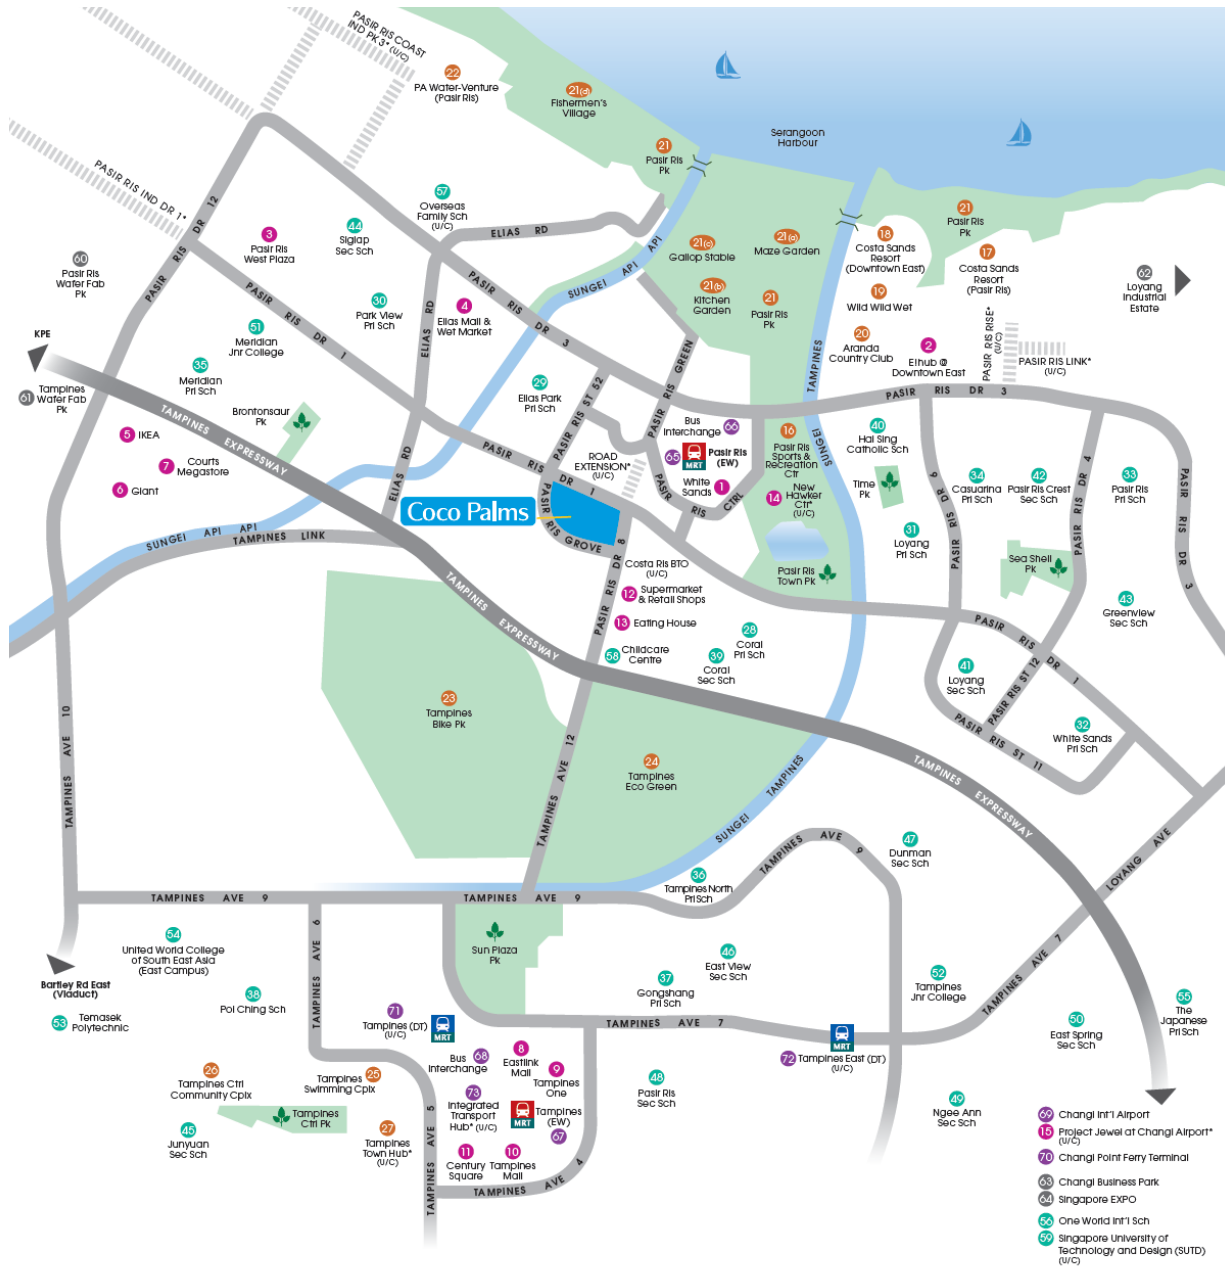 PASIR RIS COAST
IND PK 3* (U/C)
22
PA Water-Venture
(Pasir Ris)
21(d)
Fishermen's
Village
21
Pasir Ris
Pk
Serangoon
Harbour
PASIR RIS IND DR 1*
PASIR RIS DR 12
57
Overseas
Family Sch
(U/C)
44
Siglap
Sec Sch
3
Pasir Ris
West Plaza
60
Pasir Ris
Water Fab
Pk
ELIAS RD
SUNGEI API API
21(c)
Gallop Stable
21(a)
Maze Garden
21(b)
Kitchen
Garden
21
Pasir Ris
Pk
18
Costa Sands
Resort
(Downtown East)
21
Pasir Ris
Pk
17
Costa Sands
Resort
(Pasir Ris)
62
Loyang
Industrial
Estate
19
Wild Wild Wet
20
Aranda
Country Club
2
E!hub @
Downtown East
PASIR RIS RISE*
(U/C)
PASIR RIS LINK*
(U/C)
30
Park View
Pri Sch
4
Elias Mall &
Wet Market
PASIR RIS DR 3
PASIR RIS DR 1
ELIAS RD
51
Meridian
Jnr College
35
Meridian
Pri Sch
KPE
61
Tampines
Water Fab
Pk
Brontonsaur
Pk
TAMPINES EXPRESSWAY
5
IKEA
7
Courts
Megastore
6
Giant
29
Elias Park
Pri Sch
PASIR RIS ST 52
PASIR RIS GREEN
SUNGEI TAMPINES
PASIR RIS DR 3
Bus
Interchange
66
65
MRT
Pasir Ris
(EW)
White
Sands
1
16
Pasir Ris
Sports &
Recreation
Ctr
14
New
Hawker
Ctr*
(U/C)
40
Hai Sing
Catholic Sch
Time
Pk
34
Casuarina
Pri Sch
42
Pasir Ris Crest
Sec Sch
33
Pasir Ris
Pri Sch
31
Loyang
Pri Sch
PASIR RIS DR 6
PASIR RIS DR 4
PASIR RIS DR 3
ELIAS RD
PASIR RIS DR 1
ROAD
EXTENSION*
(U/C)
PASIR RIS CTRL
Coco Palms
PASIR RIS GROVE
PASIR RIS DR 8
SUNGEI API API
TAMPINES LINK
Costa Ris BTO
(U/C)
12
Supermarket
& Retail Shops
13
Eating House
58
Childcare
Centre
Pasir Ris
Town Pk
Sea Shell
Pk
43
Greenview
Sec Sch
28
Coral
Pri Sch
39
Coral
Sec Sch
TAMPINES EXPRESSWAY
PASIR RIS DR 1
41
Loyang
Sec Sch
PASIR RIS ST 12
PASIR RIS ST 11
32
White Sands
Pri Sch
23
Tampines
Bike Pk
24
Tampines
Eco Green
TAMPINES AVE 10
TAMPINES AVE 12
SUNGEI TAMPINES
TAMPINES EXPRESSWAY
LOYANG AVE
47
Dunman
Sec Sch
36
Tampines North
Pri Sch
TAMPINES AVE 9
TAMPINES AVE 9
TAMPINES AVE 9
TAMPINES AVE 6
54
United World College
of South East Asia
(East Campus)
Sun Plaza
Pk
46
East View
Sec Sch
37
Gongshang
Pri Sch
52
Tampines
Jnr College
TAMPINES AVE 7
Bartley Rd East
(Viaduct)
53
Temasek
Polytechnic
38
Poi Ching Sch
71
Tampines (DT)
(U/C)
MRT
TAMPINES AVE 7
MRT
72
Tampines East (DT)
(U/C)
50
East Spring
Sec Sch
55
The
Japanese
Pri Sch
Bus
Interchange
68
8
Eastlink
Mall
9
Tampines
One
26
Tampines Ctrl
Community Cplx
Tampines
Swimming Cplx
25
73
Integrated
Transport
Hub* (U/C)
MRT
Tampines
(EW)
67
48
Pasir Ris
Sec Sch
49
Ngee Ann
Sec Sch
Tampines
Ctrl Pk
45
Junyuan
Sec Sch
27
Tampines
Town Hub*
(U/C)
TAMPINES AVE 5
11
Century
Square
10
Tampines
Mall
TAMPINES AVE 4
69 Changi Int'l Airport
15 Project Jewel at Changi Airport*
(U/C)
70 Changi Point Ferry Terminal
63 Changi Business Park
64 Singapore EXPO
56 One World Int'l Sch
59 Singapore University of
Technology and Design (SUTD)
(U/C)